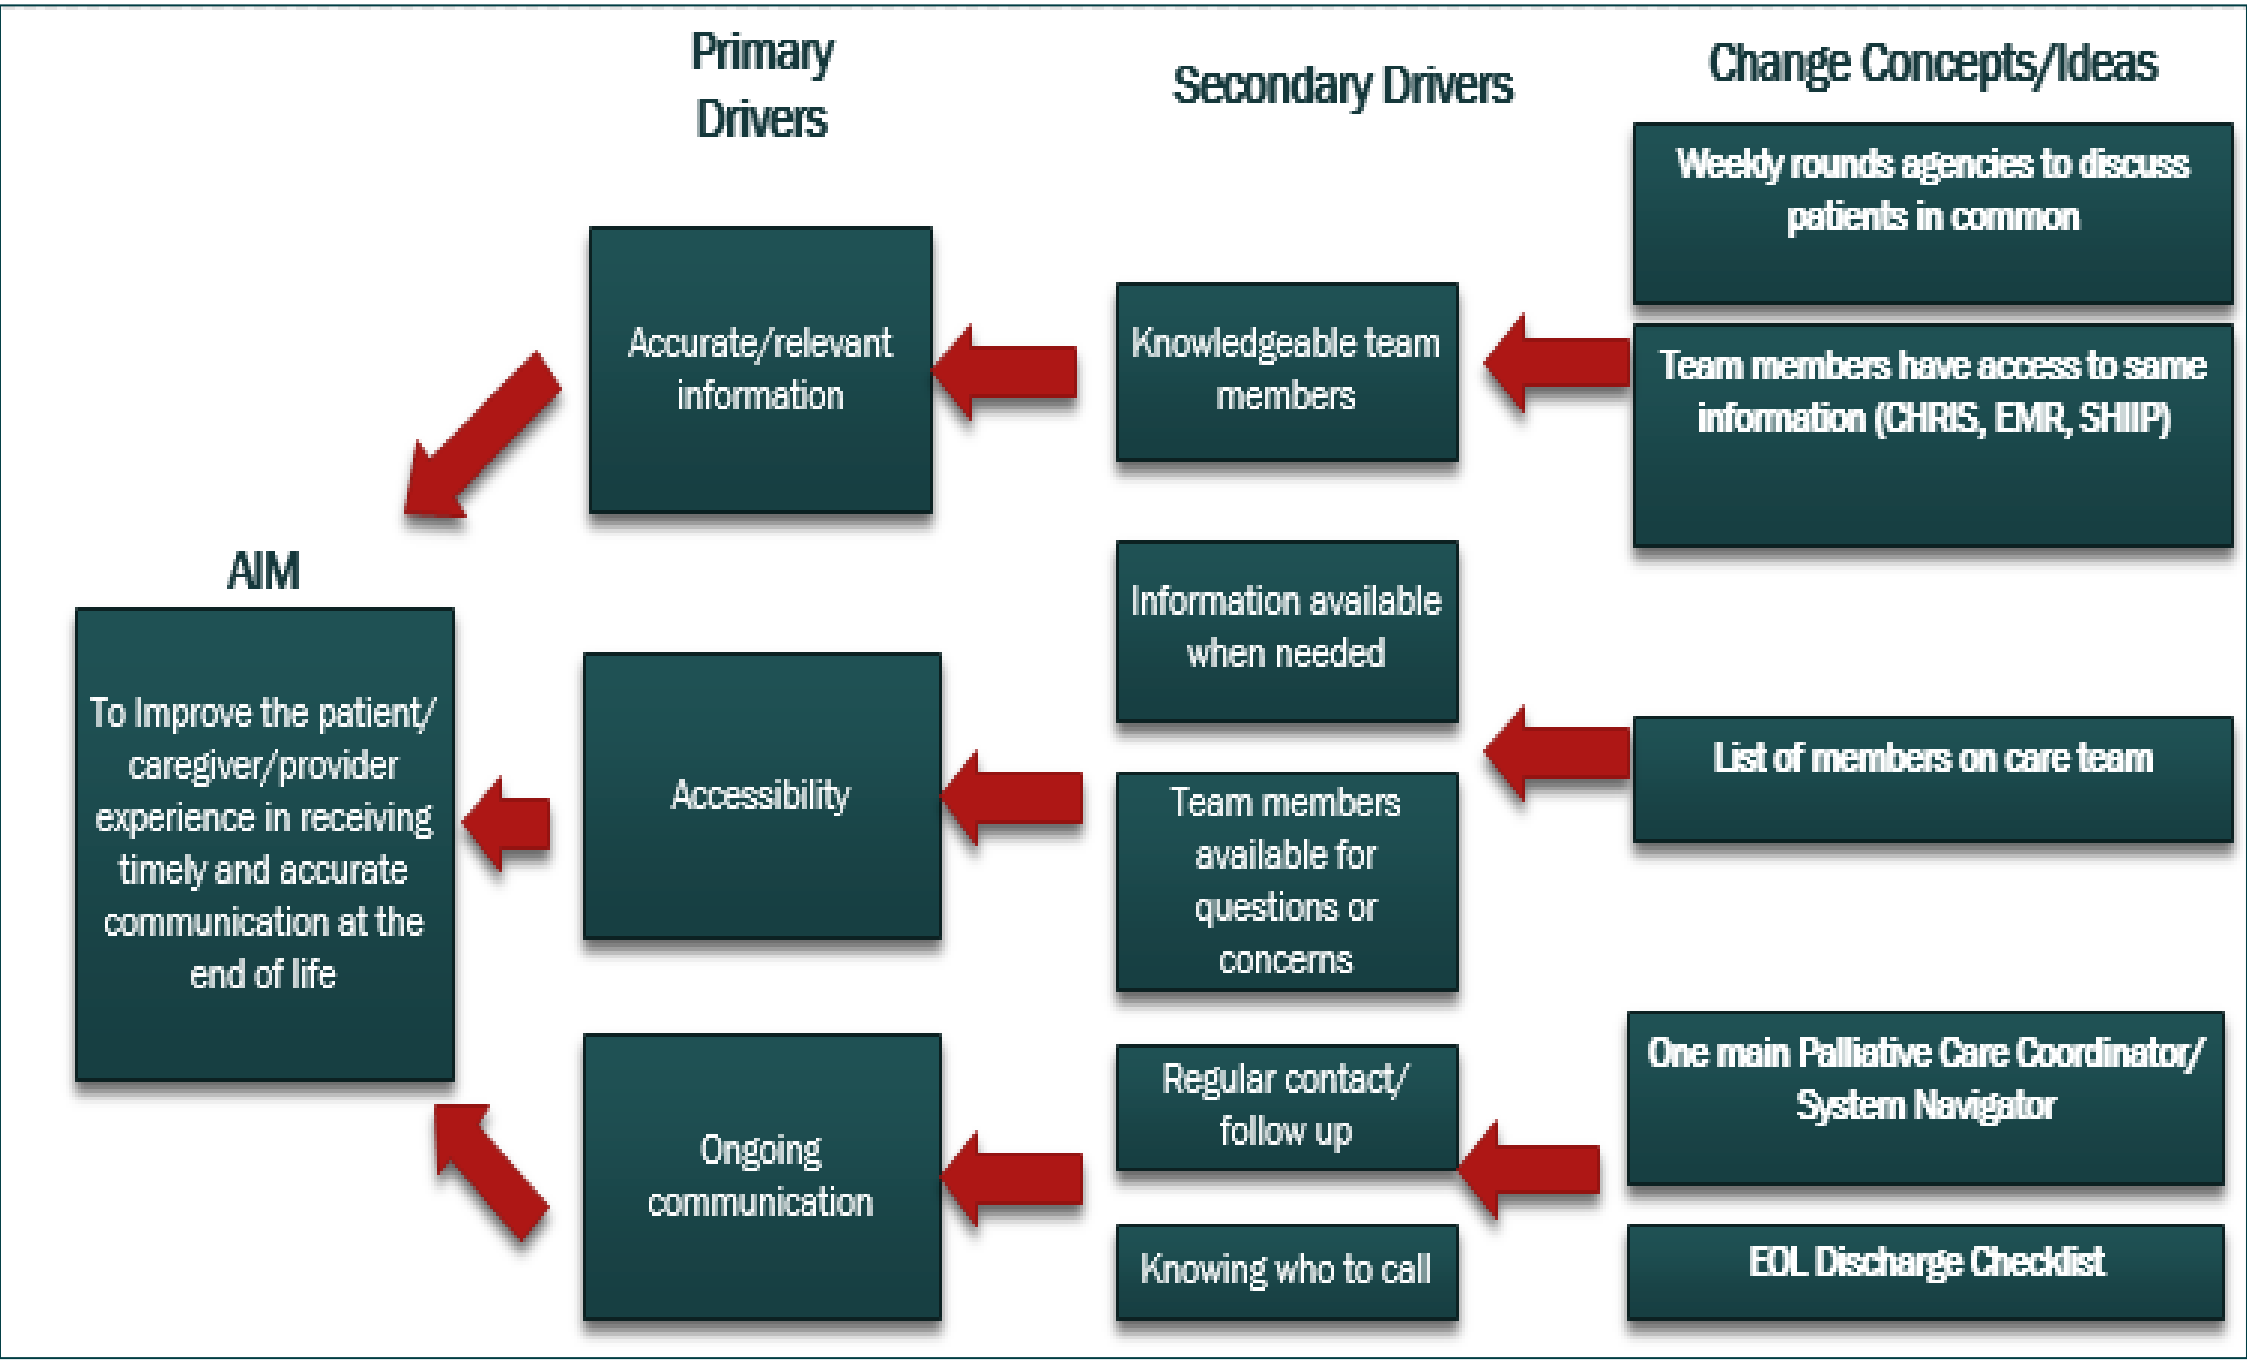 Primary
Drivers
Secondary Drivers
Change Concepts/Ideas
Weekly rounds agencies to discuss
patients in common
Accurate/relevant
information
Knowledgeable team
members
Team members have access to same
information (CHRIS, EMR, SHIIP)
AIM
To Improve the patient/
caregiver/provider
experience in receiving
timely and accurate
communication at the
end of life
Accessibility
Information available
when needed
Team members
available for
questions or
concerns
List of members on care team
Ongoing
communication
Regular contact/
follow up
Knowing who to call
One main Palliative Care Coordinator/
System Navigator
EOL Discharge Checklist